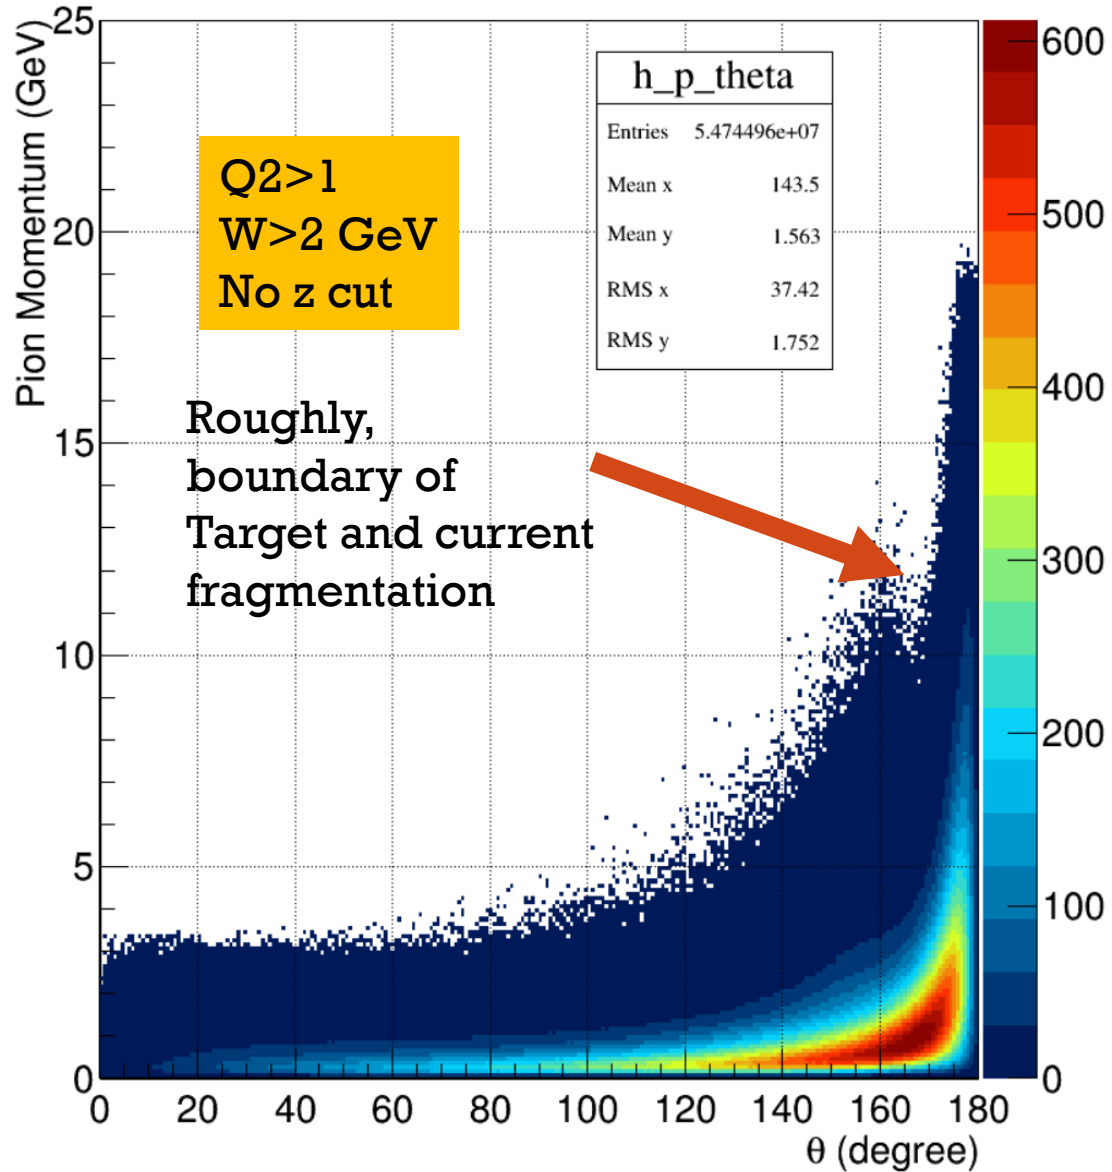 h_p_theta
Entries 5.474496e+07
Mean x 143.5
Mean y 1.563
RMS x 37.42
RMS y 1.752
Q2>1
W>2 GeV
No z cut
Roughly,
boundary of
Target and current
fragmentation
Pion Momentum (GeV)
25
20
15
10
5
0
0 20 40 60 80 100 120 140 160 180
θ (degree)
600
500
400
300
200
100
0